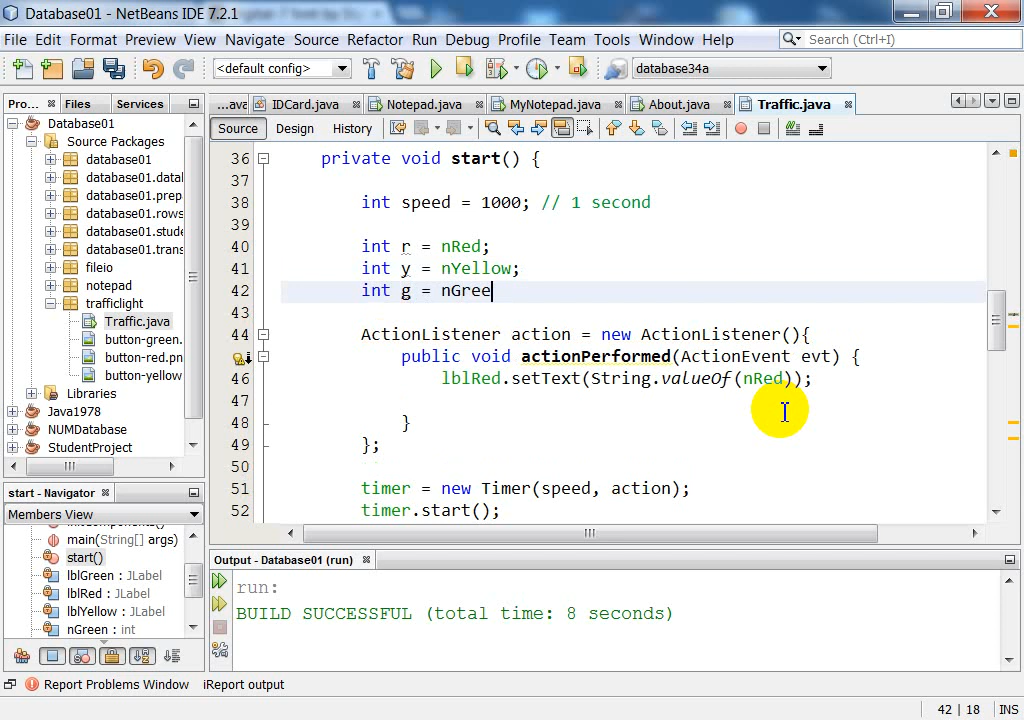 Database01 - NetBeans IDE 7.2.1
File Edit Format Preview View Navigate Source Refactor Run Debug Profile Team Tools Window Help
Search (Ctrl+I)
<default config>
database34a
Pro...
Files
Services
...ava
IDCard.java
Notepad.java
MyNotepad.java
About.java
Traffic.java
Source
Design
History
Database01
Source Packages
database01
database01.datal
database01.prep
database01.rows
database01.stude
database01.trans
fileio
notepad
trafficlight
Traffic.java
button-green.
button-red.pn
button-yellow
Libraries
Java1978
NUMDatabase
StudentProject
36 private void start() {
37
38 int speed = 1000; // 1 second
39
40 int r = nRed;
41 int y = nYellow;
42 int g = nGree
43
44 ActionListener action = new ActionListener(){
public void actionPerformed(ActionEvent evt) {
46 lblRed.setText(String.valueOf(nRed));
47
48 }
49 };
50
51 timer = new Timer(speed, action);
52 timer.start();
start - Navigator
Members View
main(String[] args)
start()
lblGreen : JLabel
lblRed : JLabel
lblYellow : JLabel
nGreen : int
Output - Database01 (run)
run:
BUILD SUCCESSFUL (total time: 8 seconds)
Report Problems Window
iReport output
42 | 18
INS